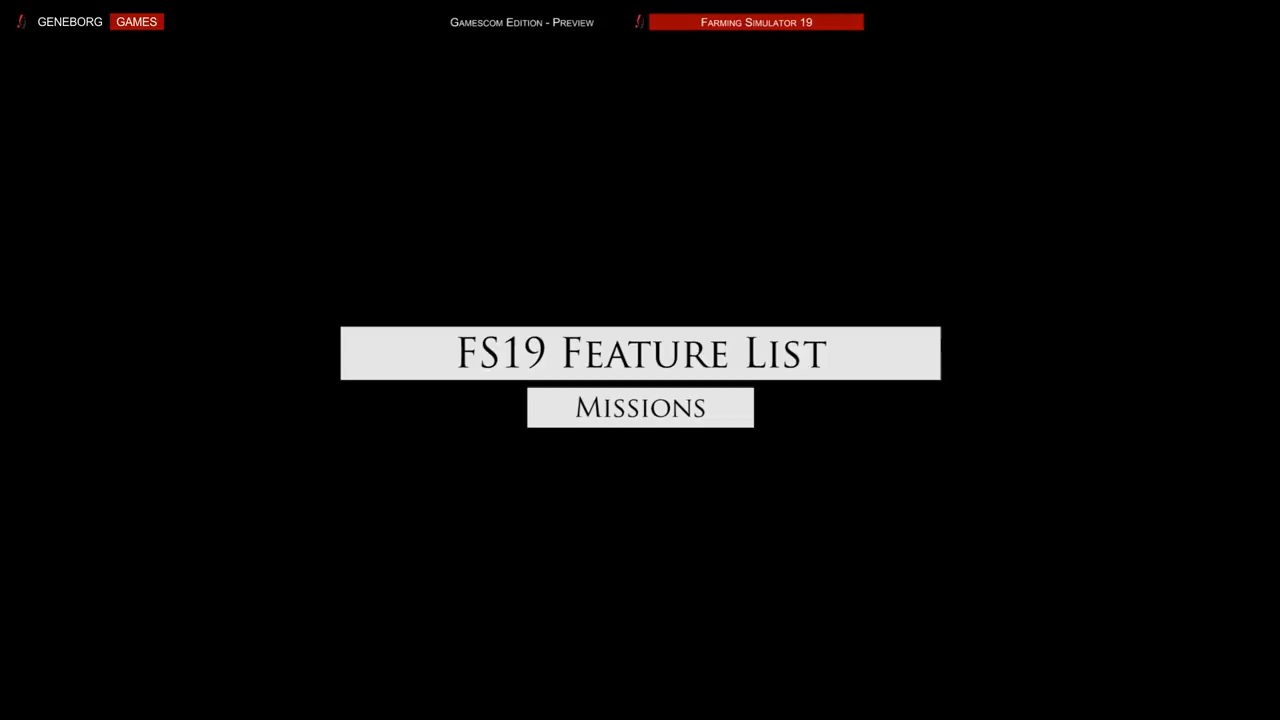 GENEBORG GAMES
Gamescom Edition - Preview
Farming Simulator 19
FS19 Feature List
Missions